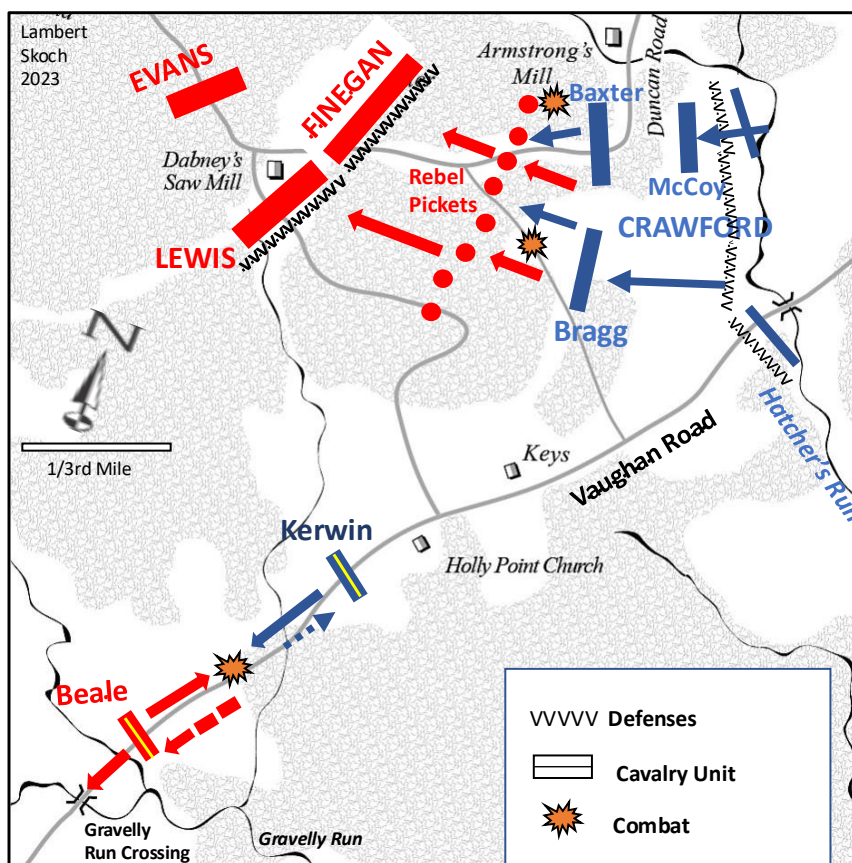 Lambert
Skoch
2023
EVANS
FINEGAN
Armstrong's
Mill
Duncan Road
Baxter
Dabney's
Saw Mill
Rebel
Pickets
McCoy
CRAWFORD
LEWIS
Bragg
N
1/3rd Mile
Hatcher's Run
Vaughan Road
Keys
Kerwin
Holly Point Church
Beale
Gravelly
Run Crossing
Gravelly Run
VVVVV Defenses
Cavalry Unit
Combat